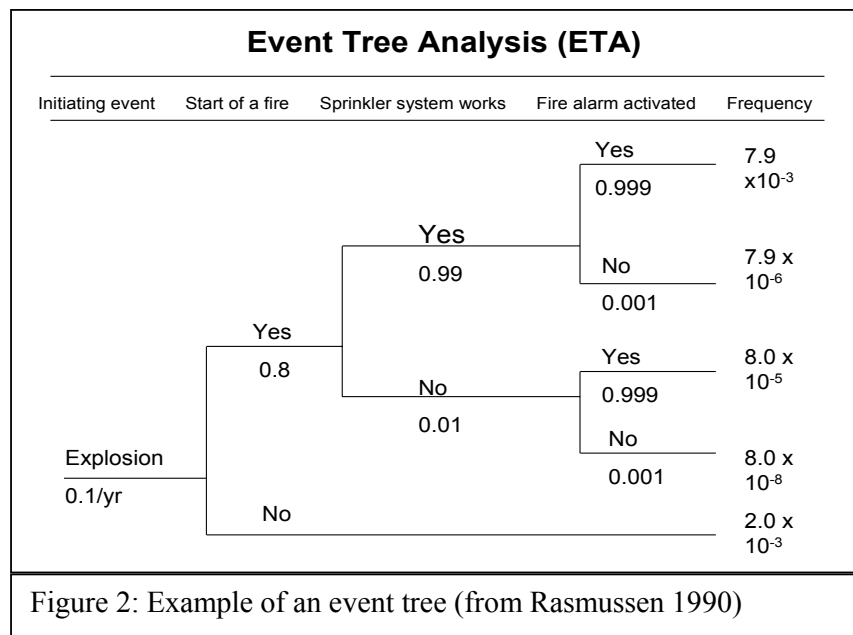 Event Tree Analysis (ETA)
Initiating event Start of a fire Sprinkler system works Fire alarm activated Frequency
Yes
0.999
7.9
x10-3
Yes
0.99
No
0.001
7.9 x
10-6
Yes
0.8
Yes
0.999
8.0 x
10-5
No
0.01
No
0.001
8.0 x
10-8
Explosion
0.1/yr
No
2.0 x
10-3
Figure 2: Example of an event tree (from Rasmussen 1990)